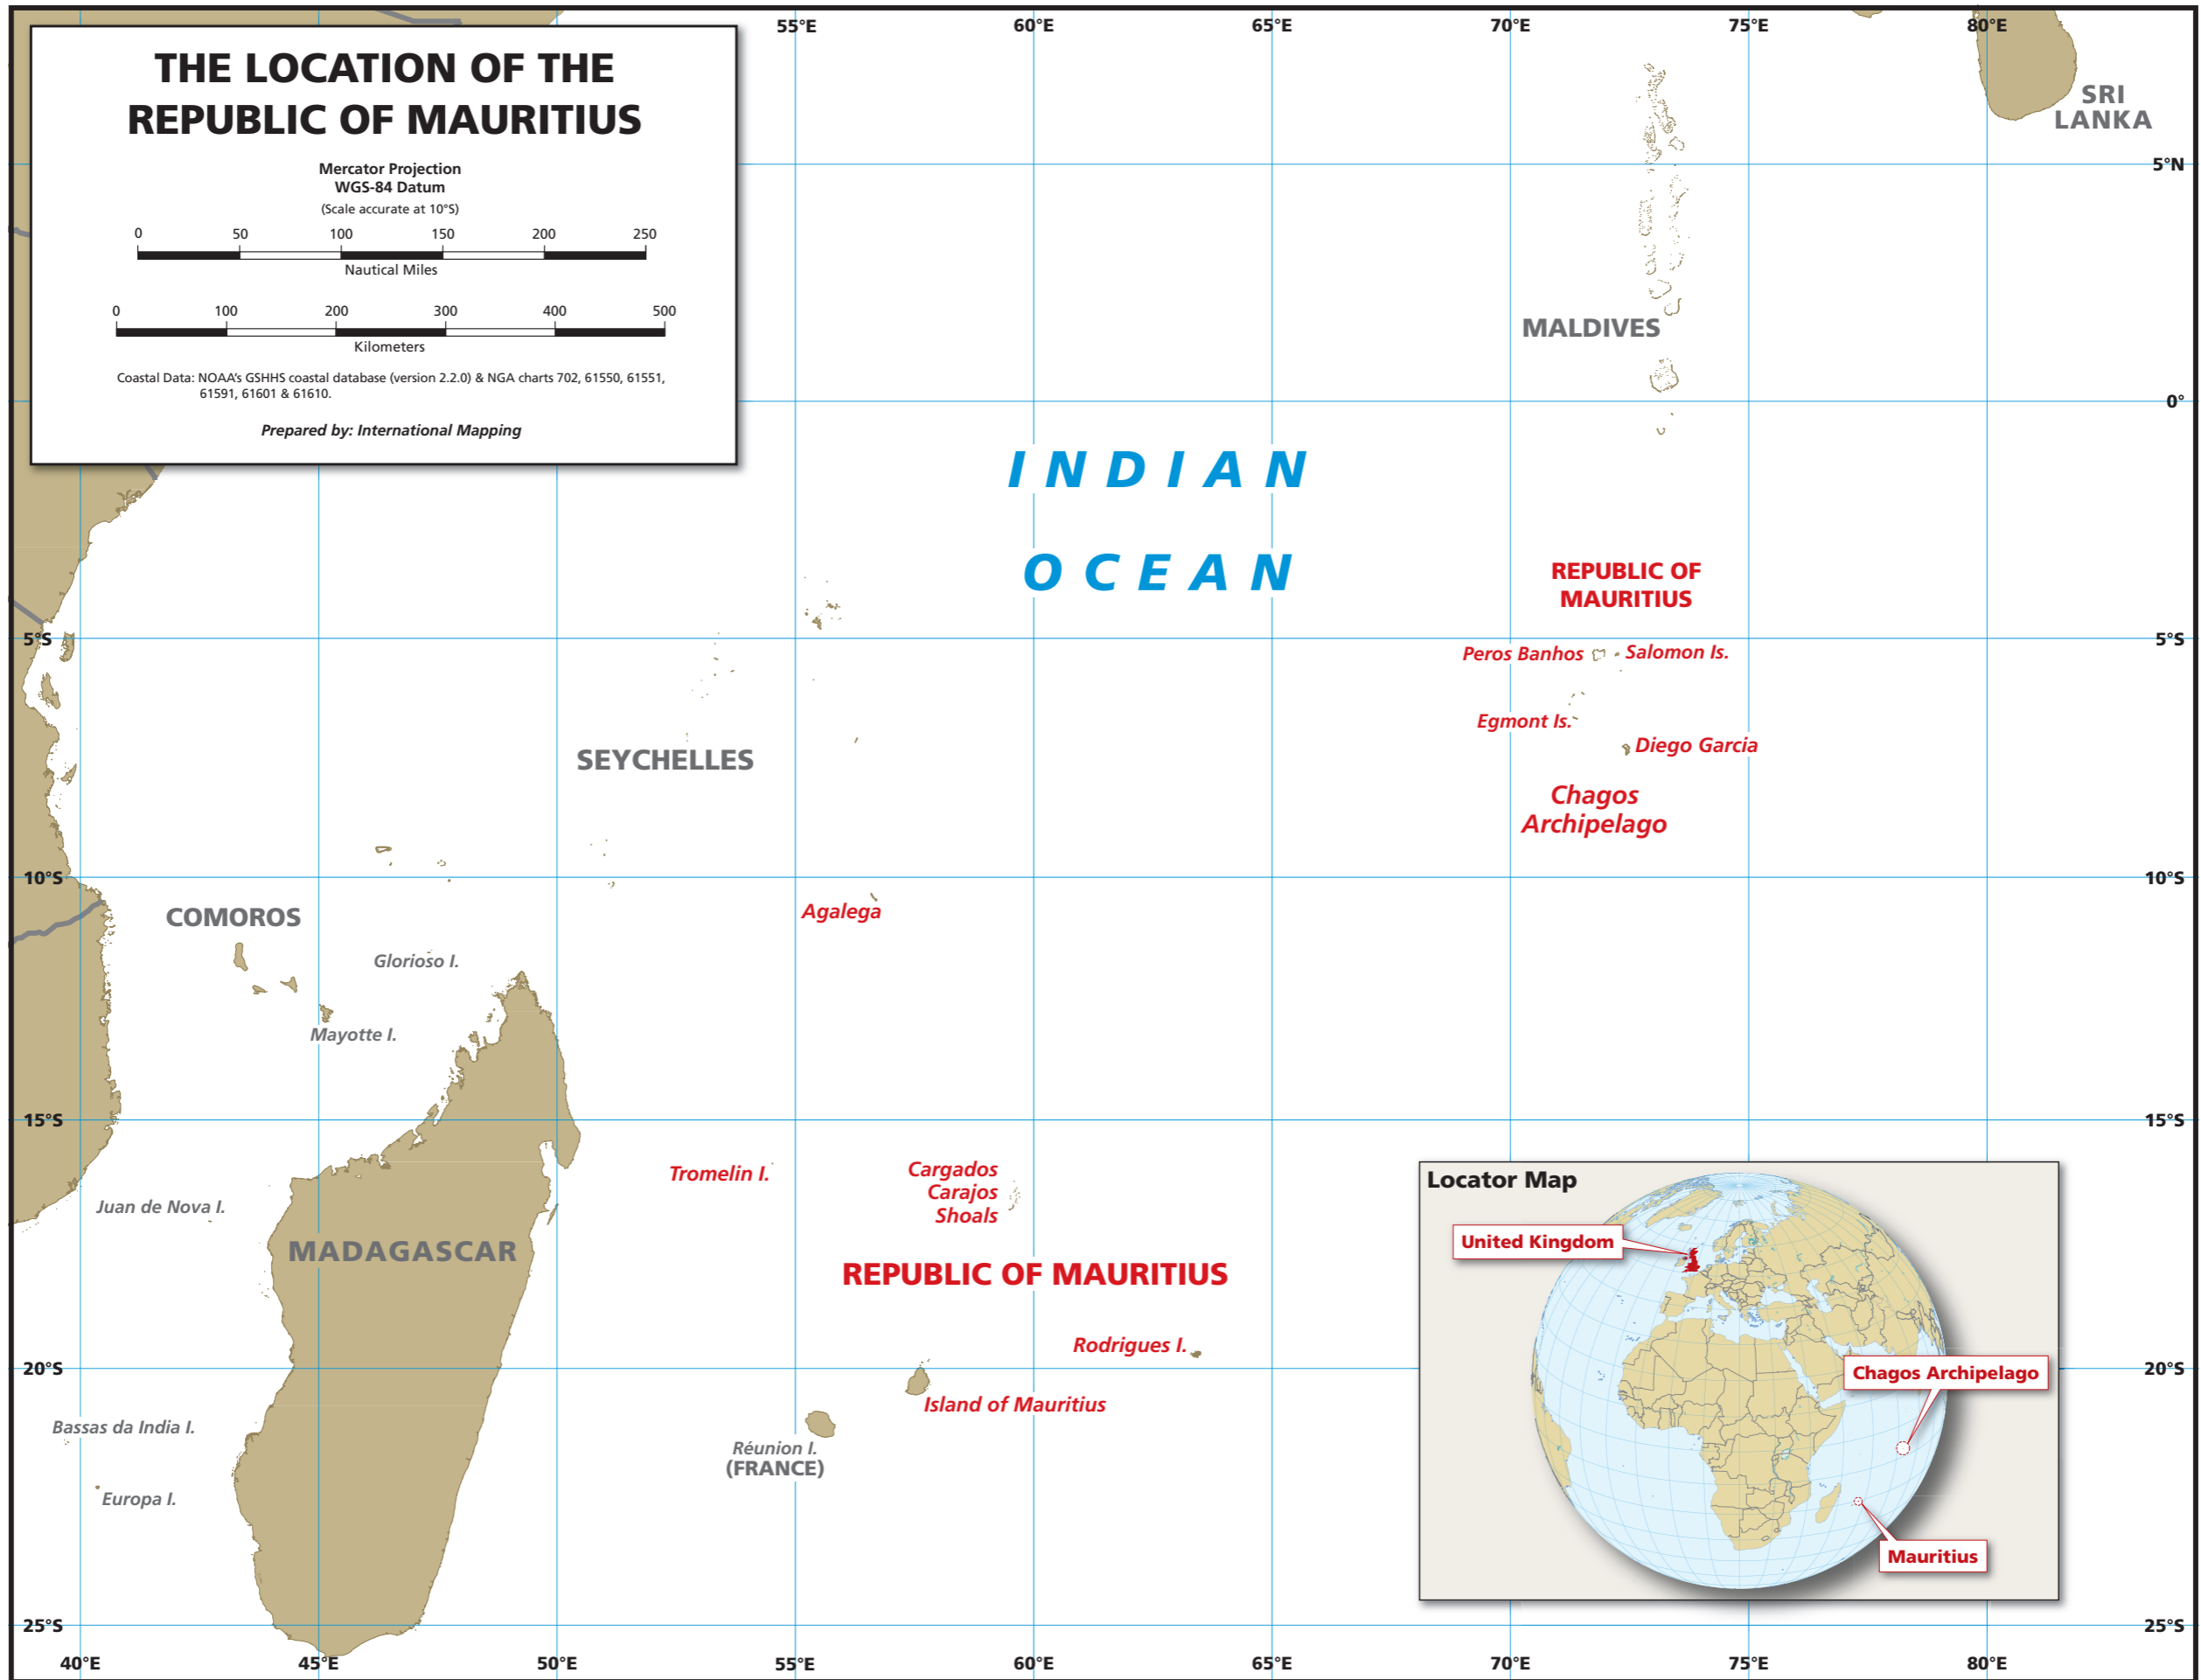 THE LOCATION OF THE
REPUBLIC OF MAURITIUS
Mercator Projection
WGS-84 Datum
(Scale accurate at 10°S)
0 50 100 150 200 250
Nautical Miles
0 100 200 300 400 500
Kilometers
Coastal Data: NOAA's GSHHS coastal database (version 2.2.0) & NGA charts 702, 61550, 61551,
61591, 61601 & 61610.
Prepared by: International Mapping
55°E 60°E 65°E 70°E 75°E 80°E
SRI
LANKA
5°N
MALDIVES
0°
INDIAN
OCEAN
REPUBLIC OF
MAURITIUS
5°S 5°S
Peros Banhos Salomon Is.
Egmont Is.
Diego Garcia
SEYCHELLES
Chagos
Archipelago
10°S 10°S
Agalega
COMOROS
Glorioso I.
Mayotte I.
15°S 15°S
Tromelin I.
Cargados
Carajos
Shoals
Juan de Nova I.
MADAGASCAR
REPUBLIC OF MAURITIUS
Rodrigues I.
20°S 20°S
Island of Mauritius
Bassas da India I.
Réunion I.
(FRANCE)
Europa I.
Locator Map
United Kingdom
Chagos Archipelago
Mauritius
25°S 25°S
40°E 45°E 50°E 55°E 60°E 65°E 70°E 75°E 80°E